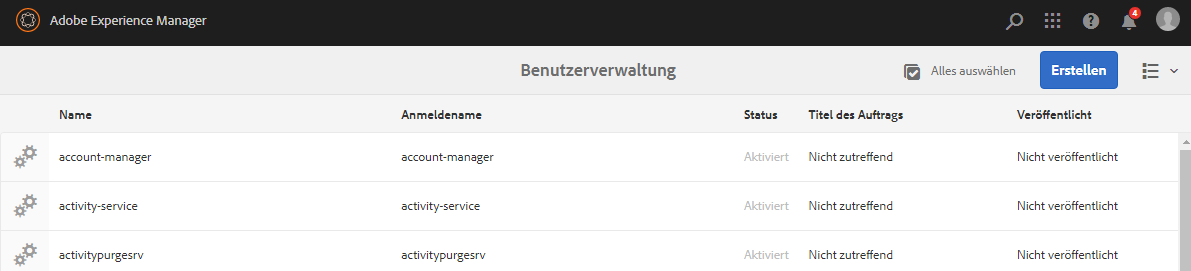 Adobe Experience Manager
4
Benutzerverwaltung Alles auswählen Erstellen
Name Anmeldename Status Titel des Auftrags Veröffentlicht
account-manager account-manager Aktiviert Nicht zutreffend Nicht veröffentlicht
activity-service activity-service Aktiviert Nicht zutreffend Nicht veröffentlicht
activitypurgesrv activitypurgesrv Aktiviert Nicht zutreffend Nicht veröffentlicht